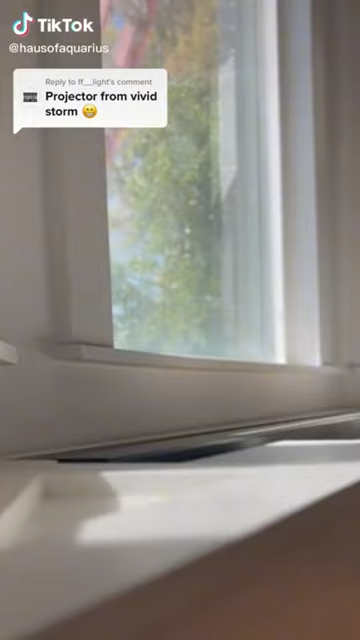 TikTok
@hausofaquarius
Reply to ff__light's comment
Projector from vivid
storm 😁